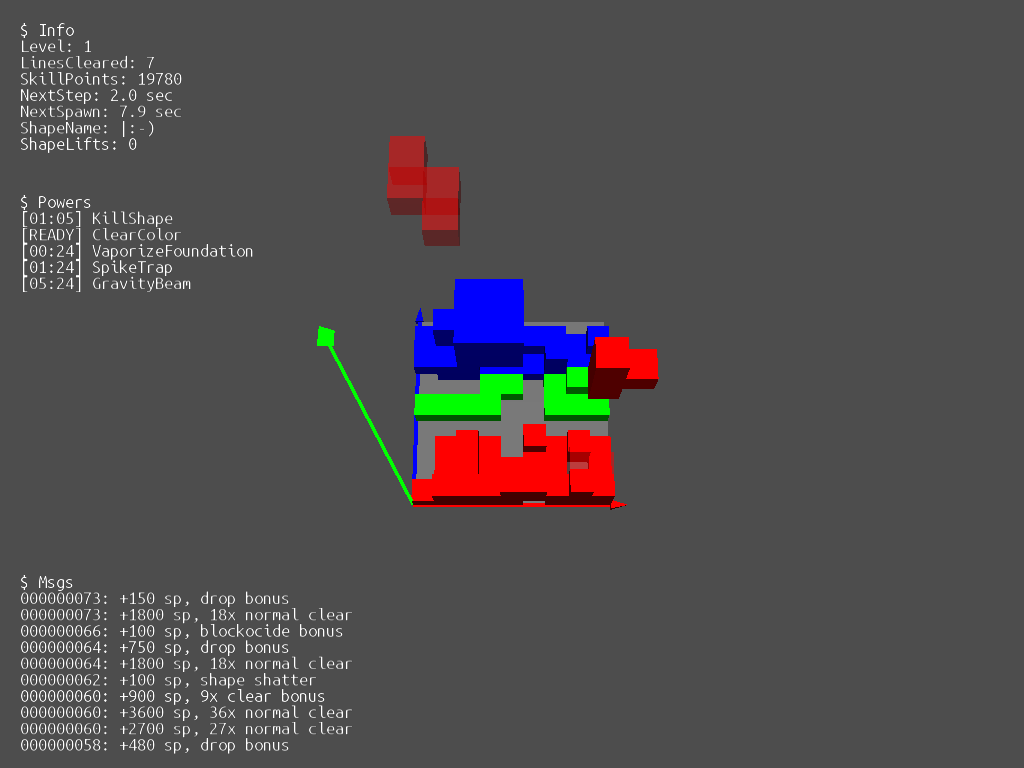 $ Info
Level: 1
LinesCleared: 7
SkillPoints: 19780
NextStep: 2.0 sec
NextSpawn: 7.9 sec
ShapeName: |:-)
ShapeLifts: 0
$ Powers
[01:05] KillShape
[READY] ClearColor
[00:24] VaporizeFoundation
[01:24] SpikeTrap
[05:24] GravityBeam
$ Msgs
000000073: +150 sp, drop bonus
000000073: +1800 sp, 18x normal clear
000000066: +100 sp, blockocide bonus
000000064: +750 sp, drop bonus
000000064: +1800 sp, 18x normal clear
000000062: +100 sp, shape shatter
000000060: +900 sp, 9x clear bonus
000000060: +3600 sp, 36x normal clear
000000060: +2700 sp, 27x normal clear
000000058: +480 sp, drop bonus